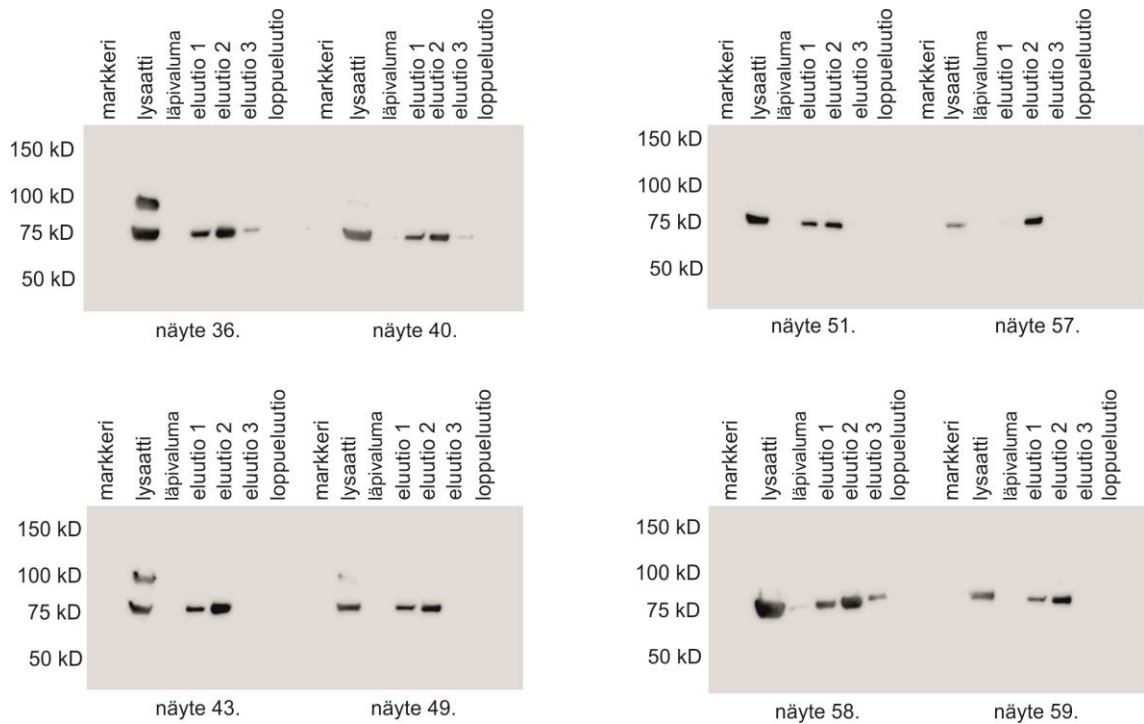 markkeri
lysaatti
läpivaluma
eluutio 1
eluutio 2
eluutio 3
loppueluutio
markkeri
lysaatti
läpivaluma
eluutio 1
eluutio 2
eluutio 3
loppueluutio
150 kD
100 kD
75 kD
50 kD
näyte 36. näyte 40.
markkeri
lysaatti
läpivaluma
eluutio 1
eluutio 2
eluutio 3
loppueluutio
markkeri
lysaatti
läpivaluma
eluutio 1
eluutio 2
eluutio 3
loppueluutio
150 kD
100 kD
75 kD
50 kD
näyte 51. näyte 57.
markkeri
lysaatti
läpivaluma
eluutio 1
eluutio 2
eluutio 3
loppueluutio
markkeri
lysaatti
läpivaluma
eluutio 1
eluutio 2
eluutio 3
loppueluutio
150 kD
100 kD
75 kD
50 kD
näyte 43. näyte 49.
markkeri
lysaatti
läpivaluma
eluutio 1
eluutio 2
eluutio 3
loppueluutio
markkeri
lysaatti
läpivaluma
eluutio 1
eluutio 2
eluutio 3
loppueluutio
150 kD
100 kD
75 kD
50 kD
näyte 58. näyte 59.